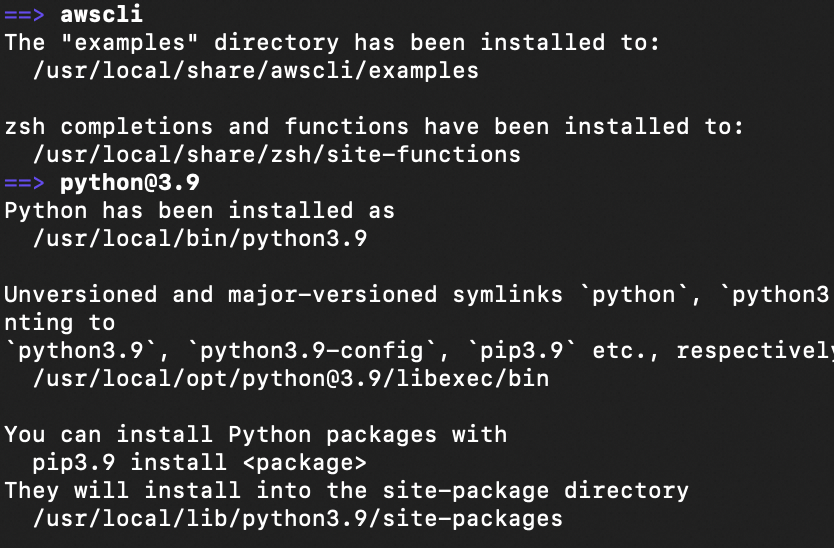 ==> awscli
The "examples" directory has been installed to:
  /usr/local/share/awscli/examples

zsh completions and functions have been installed to:
  /usr/local/share/zsh/site-functions
==> python@3.9
Python has been installed as
  /usr/local/bin/python3.9

Unversioned and major-versioned symlinks `python`, `python3
nting to
`python3.9`, `python3.9-config`, `pip3.9` etc., respectively
  /usr/local/opt/python@3.9/libexec/bin

You can install Python packages with
  pip3.9 install <package>
They will install into the site-package directory
  /usr/local/lib/python3.9/site-packages